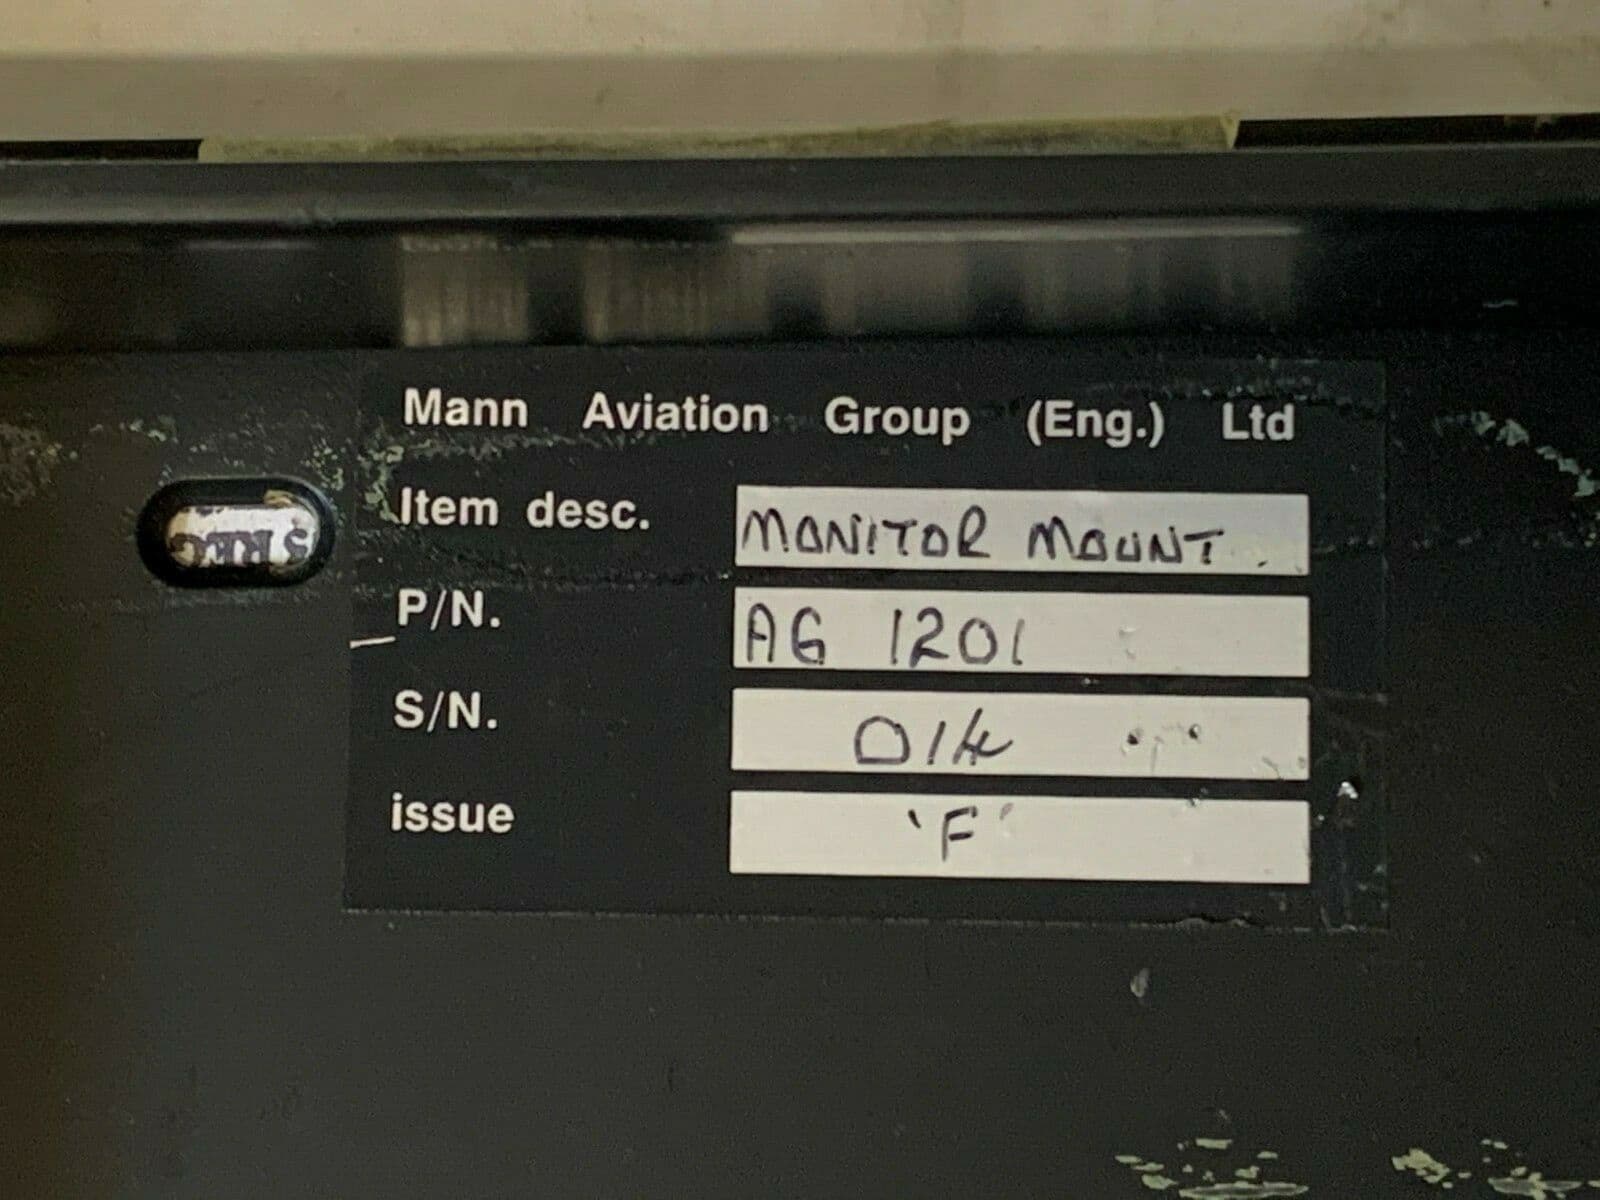 Mann Aviation Group (Eng.) Ltd
Item desc. MONITOR MOUNT.
P/N. AG 1201
S/N. 014
issue 'F'